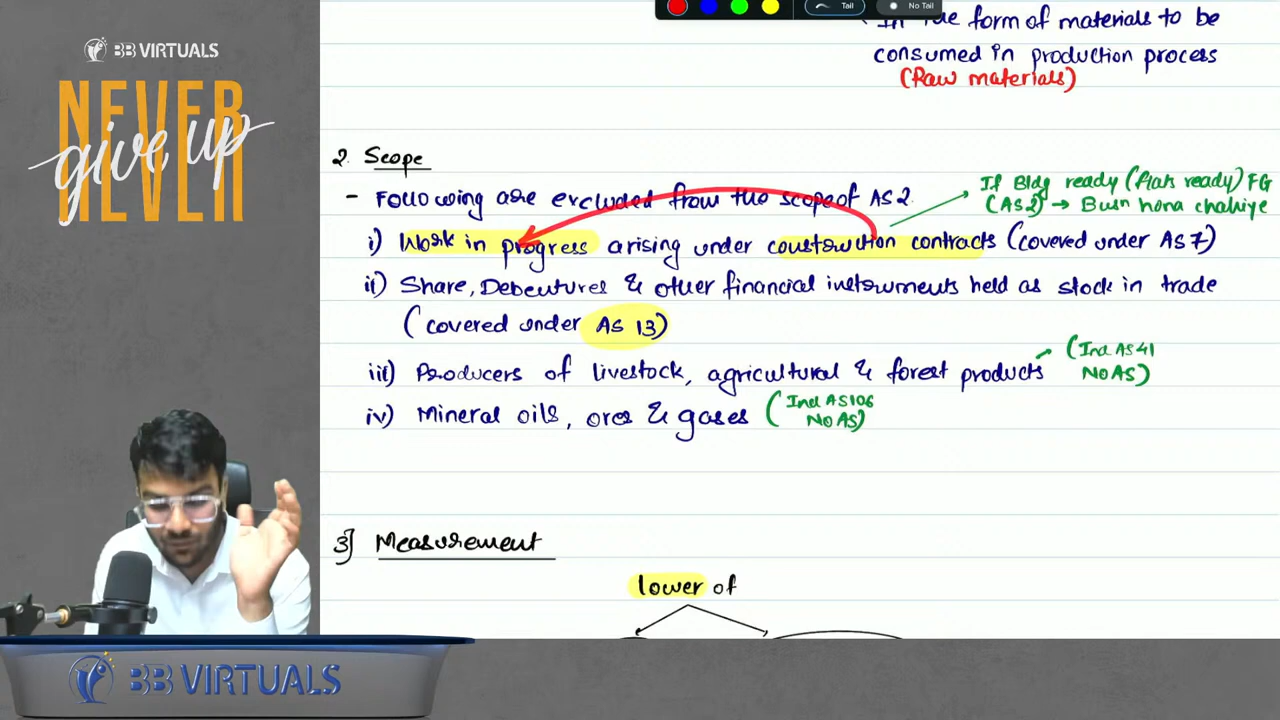 Tail
No Tail
BB VIRTUALS
NEVER
give up
NEVER
In the form of materials to be
consumed in production process
(Raw materials)
2. Scope
- Following are excluded from the scope of AS 2.
If Bldg ready (flats ready) FG
(AS2) → Busn hona chahiye
i) Work in progress arising under construction contracts (covered under AS 7)
ii) Share, Debentures & other financial instruments held as stock in trade
(covered under AS 13)
iii) Producers of livestock, agricultural & forest products
(Ind AS 41
No AS)
iv) Mineral oils, ores & gases
(Ind AS 106
No AS)
3] Measurement
lower of
BB VIRTUALS